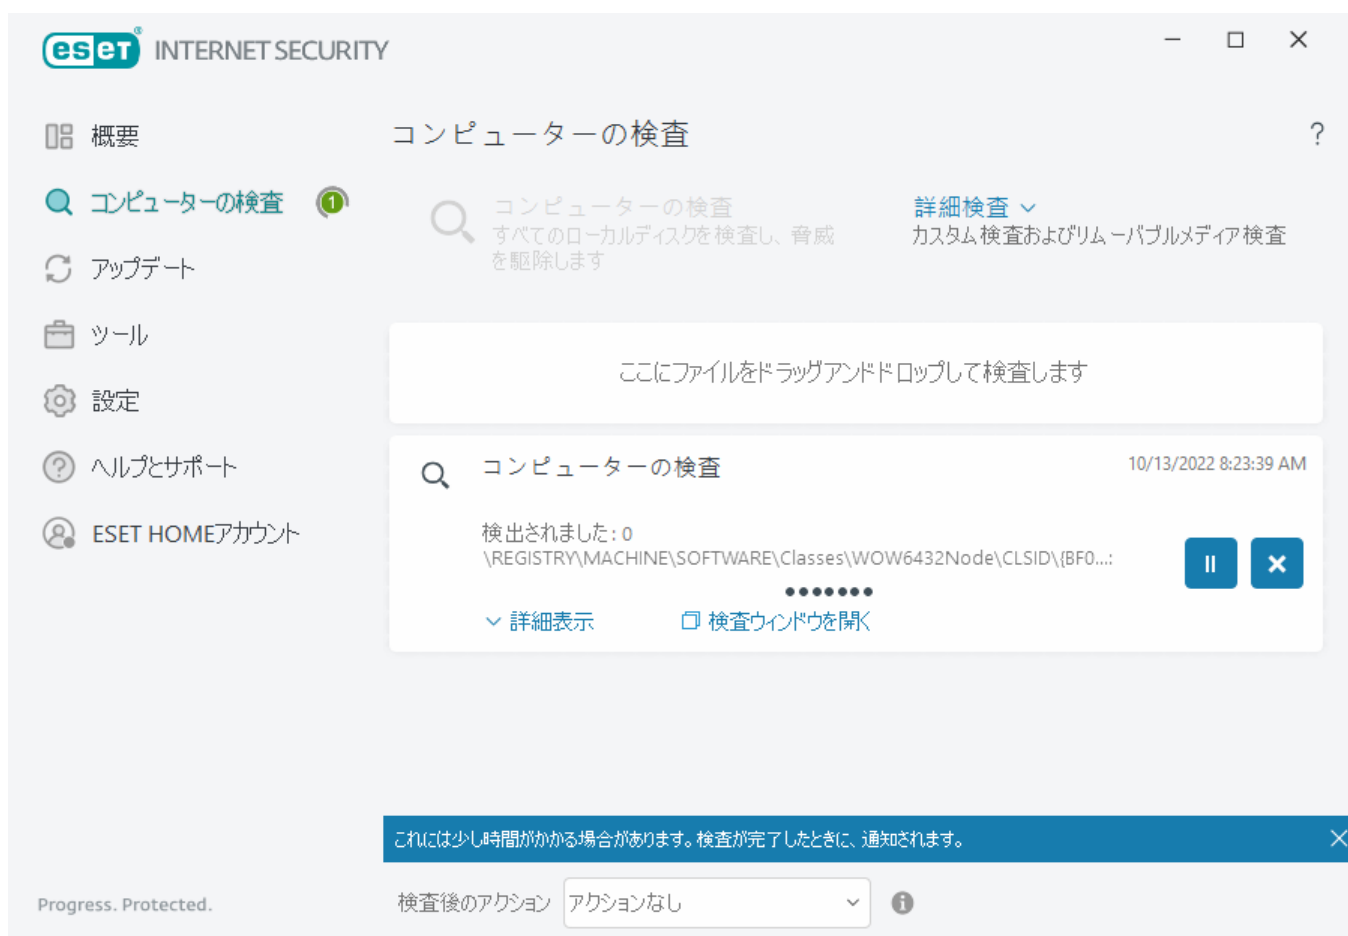 eset® INTERNET SECURITY
概要
コンピューターの検査 1
アップデート
ツール
設定
ヘルプとサポート
ESET HOMEアカウント
Progress. Protected.
コンピューターの検査
?
コンピューターの検査
すべてのローカルディスクを検査し、脅威
を駆除します
詳細検査
カスタム検査およびリムーバブルメディア検査
ここにファイルをドラッグアンドドロップして検査します
コンピューターの検査
10/13/2022 8:23:39 AM
検出されました: 0
\REGISTRY\MACHINE\SOFTWARE\Classes\WOW6432Node\CLSID\{BF0...:
詳細表示
検査ウィンドウを開く
これには少し時間がかかる場合があります。検査が完了したときに、通知されます。
検査後のアクション アクションなし